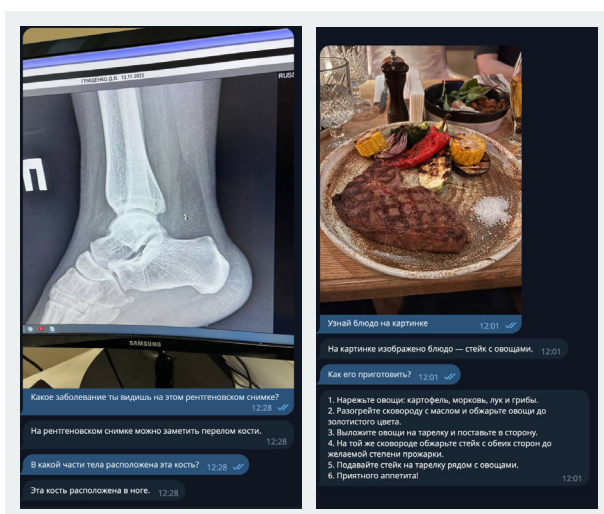 ГРИЩЕНКО Д.В. 13.11.2023
RUSS
П
SAMSUNG
Какое заболевание ты видишь на этом рентгеновском снимке?
12:28
На рентгеновском снимке можно заметить перелом кости.
12:28
В какой части тела расположена эта кость? 12:28
Эта кость расположена в ноге. 12:28
Узнай блюдо на картинке 12:01
На картинке изображено блюдо — стейк с овощами. 12:01
Как его приготовить? 12:01
1. Нарежьте овощи: картофель, морковь, лук и грибы.
2. Разогрейте сковороду с маслом и обжарьте овощи до
золотистого цвета.
3. Выложите овощи на тарелку и поставьте в сторону.
4. На той же сковороде обжарьте стейк с обеих сторон до
желаемой степени прожарки.
5. Подавайте стейк на тарелку рядом с овощами.
6. Приятного аппетита! 12:01